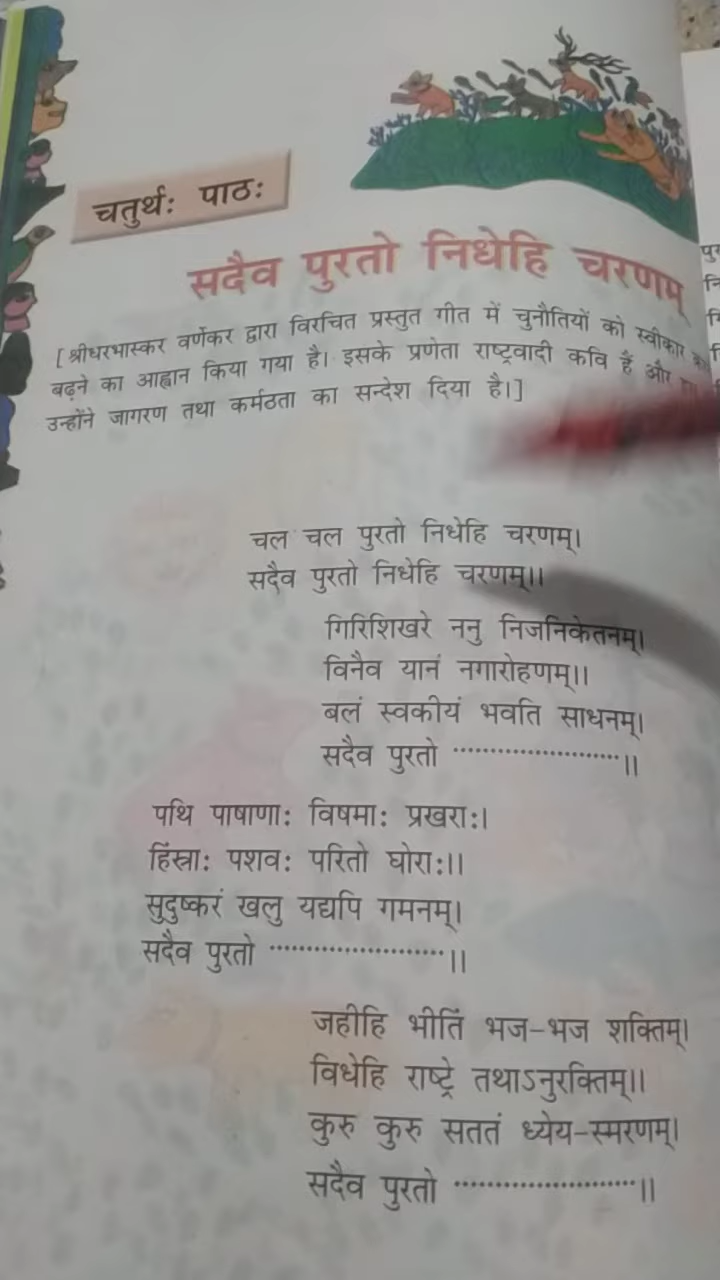 चतुर्थः पाठः
सदैव पुरतो निधेहि चरणम्
[ श्रीधरभास्कर वर्णेकर द्वारा विरचित प्रस्तुत गीत में चुनौतियों को स्वीकार
बढ़ने का आह्वान किया गया है। इसके प्रणेता राष्ट्रवादी कवि हैं और
उन्होंने जागरण तथा कर्मठता का सन्देश दिया है।]
चल चल पुरतो निधेहि चरणम्।
सदैव पुरतो निधेहि चरणम्।।
गिरिशिखरे ननु निजनिकेतनम्।
विनैव यानं नगारोहणम्।।
बलं स्वकीयं भवति साधनम्।
सदैव पुरतो ........................।।
पथि पाषाणाः विषमाः प्रखराः।
हिंस्राः पशवः परितो घोराः।।
सुदुष्करं खलु यद्यपि गमनम्।
सदैव पुरतो ........................।।
जहीहि भीतिं भज-भज शक्तिम्।
विधेहि राष्ट्रे तथाऽनुरक्तिम्।।
कुरु कुरु सततं ध्येय-स्मरणम्।
सदैव पुरतो ........................।।